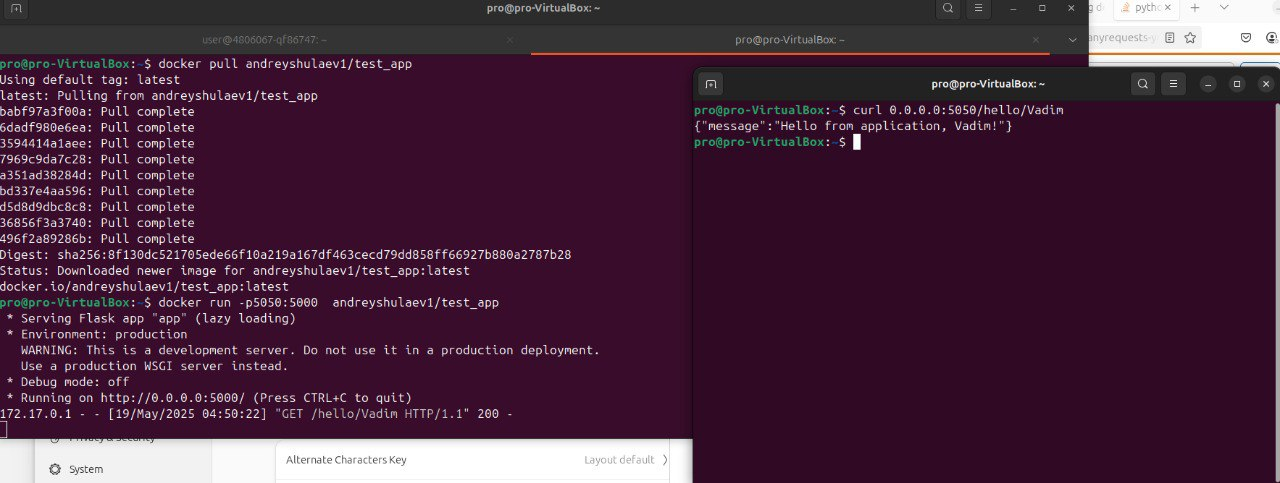 pro@pro-VirtualBox: ~
user@4806067-qf86747: ~
pro@pro-VirtualBox: ~
pro@pro-VirtualBox:~$ docker pull andreyshulaev1/test_app
Using default tag: latest
latest: Pulling from andreyshulaev1/test_app
babf97a3f00a: Pull complete
6dadf980e6ea: Pull complete
3594414a1aee: Pull complete
7969c9da7c28: Pull complete
a351ad38284d: Pull complete
bd337e4aa596: Pull complete
d5d8d9dbc8c8: Pull complete
36856f3a3740: Pull complete
496f2a89286b: Pull complete
Digest: sha256:8f130dc521705ede66f10a219a167df463cecd79dd858ff66927b880a2787b28
Status: Downloaded newer image for andreyshulaev1/test_app:latest
docker.io/andreyshulaev1/test_app:latest
pro@pro-VirtualBox:~$ docker run -p5050:5000  andreyshulaev1/test_app
* Serving Flask app "app" (lazy loading)
* Environment: production
WARNING: This is a development server. Do not use it in a production deployment.
Use a production WSGI server instead.
* Debug mode: off
* Running on http://0.0.0.0:5000/ (Press CTRL+C to quit)
172.17.0.1 - - [19/May/2025 04:50:22] "GET /hello/Vadim HTTP/1.1" 200 -
pro@pro-VirtualBox: ~
pro@pro-VirtualBox:~$ curl 0.0.0.0:5050/hello/Vadim
{"message":"Hello from application, Vadim!"}
pro@pro-VirtualBox:~$
Privacy & Security
System
Alternate Characters Key
Layout default